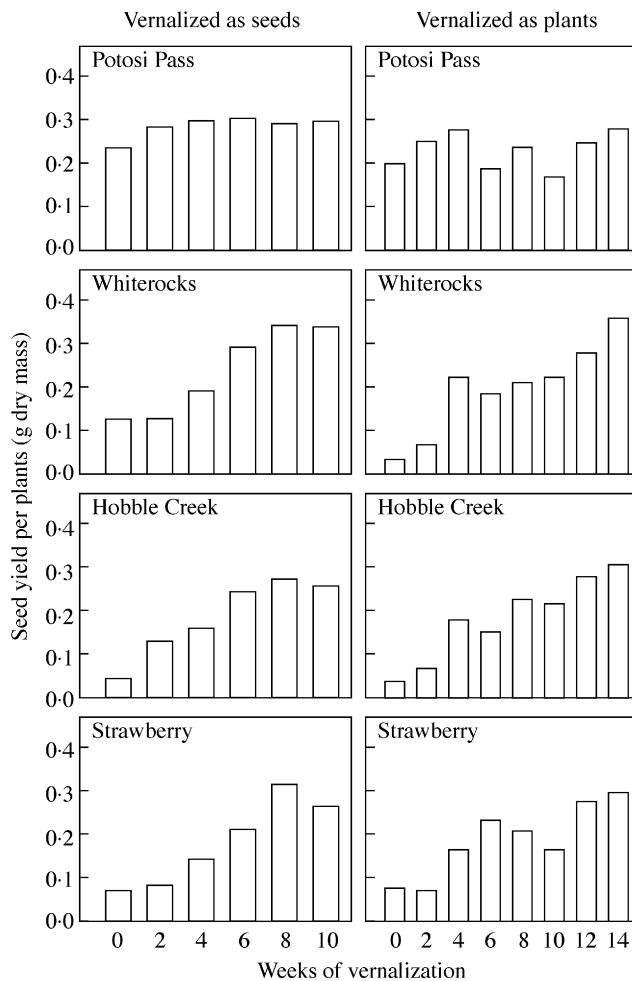 Vernalized as seeds
Vernalized as plants
Potosi Pass
0·4
0·3
0·2
0·1
0·0
Potosi Pass
Whiterocks
0·4
0·3
0·2
0·1
0·0
Whiterocks
Hobble Creek
0·4
0·3
0·2
0·1
0·0
Hobble Creek
Strawberry
0·4
0·3
0·2
0·1
0·0
Strawberry
Seed yield per plants (g dry mass)
0 2 4 6 8 10
0 2 4 6 8 10 12 14
Weeks of vernalization